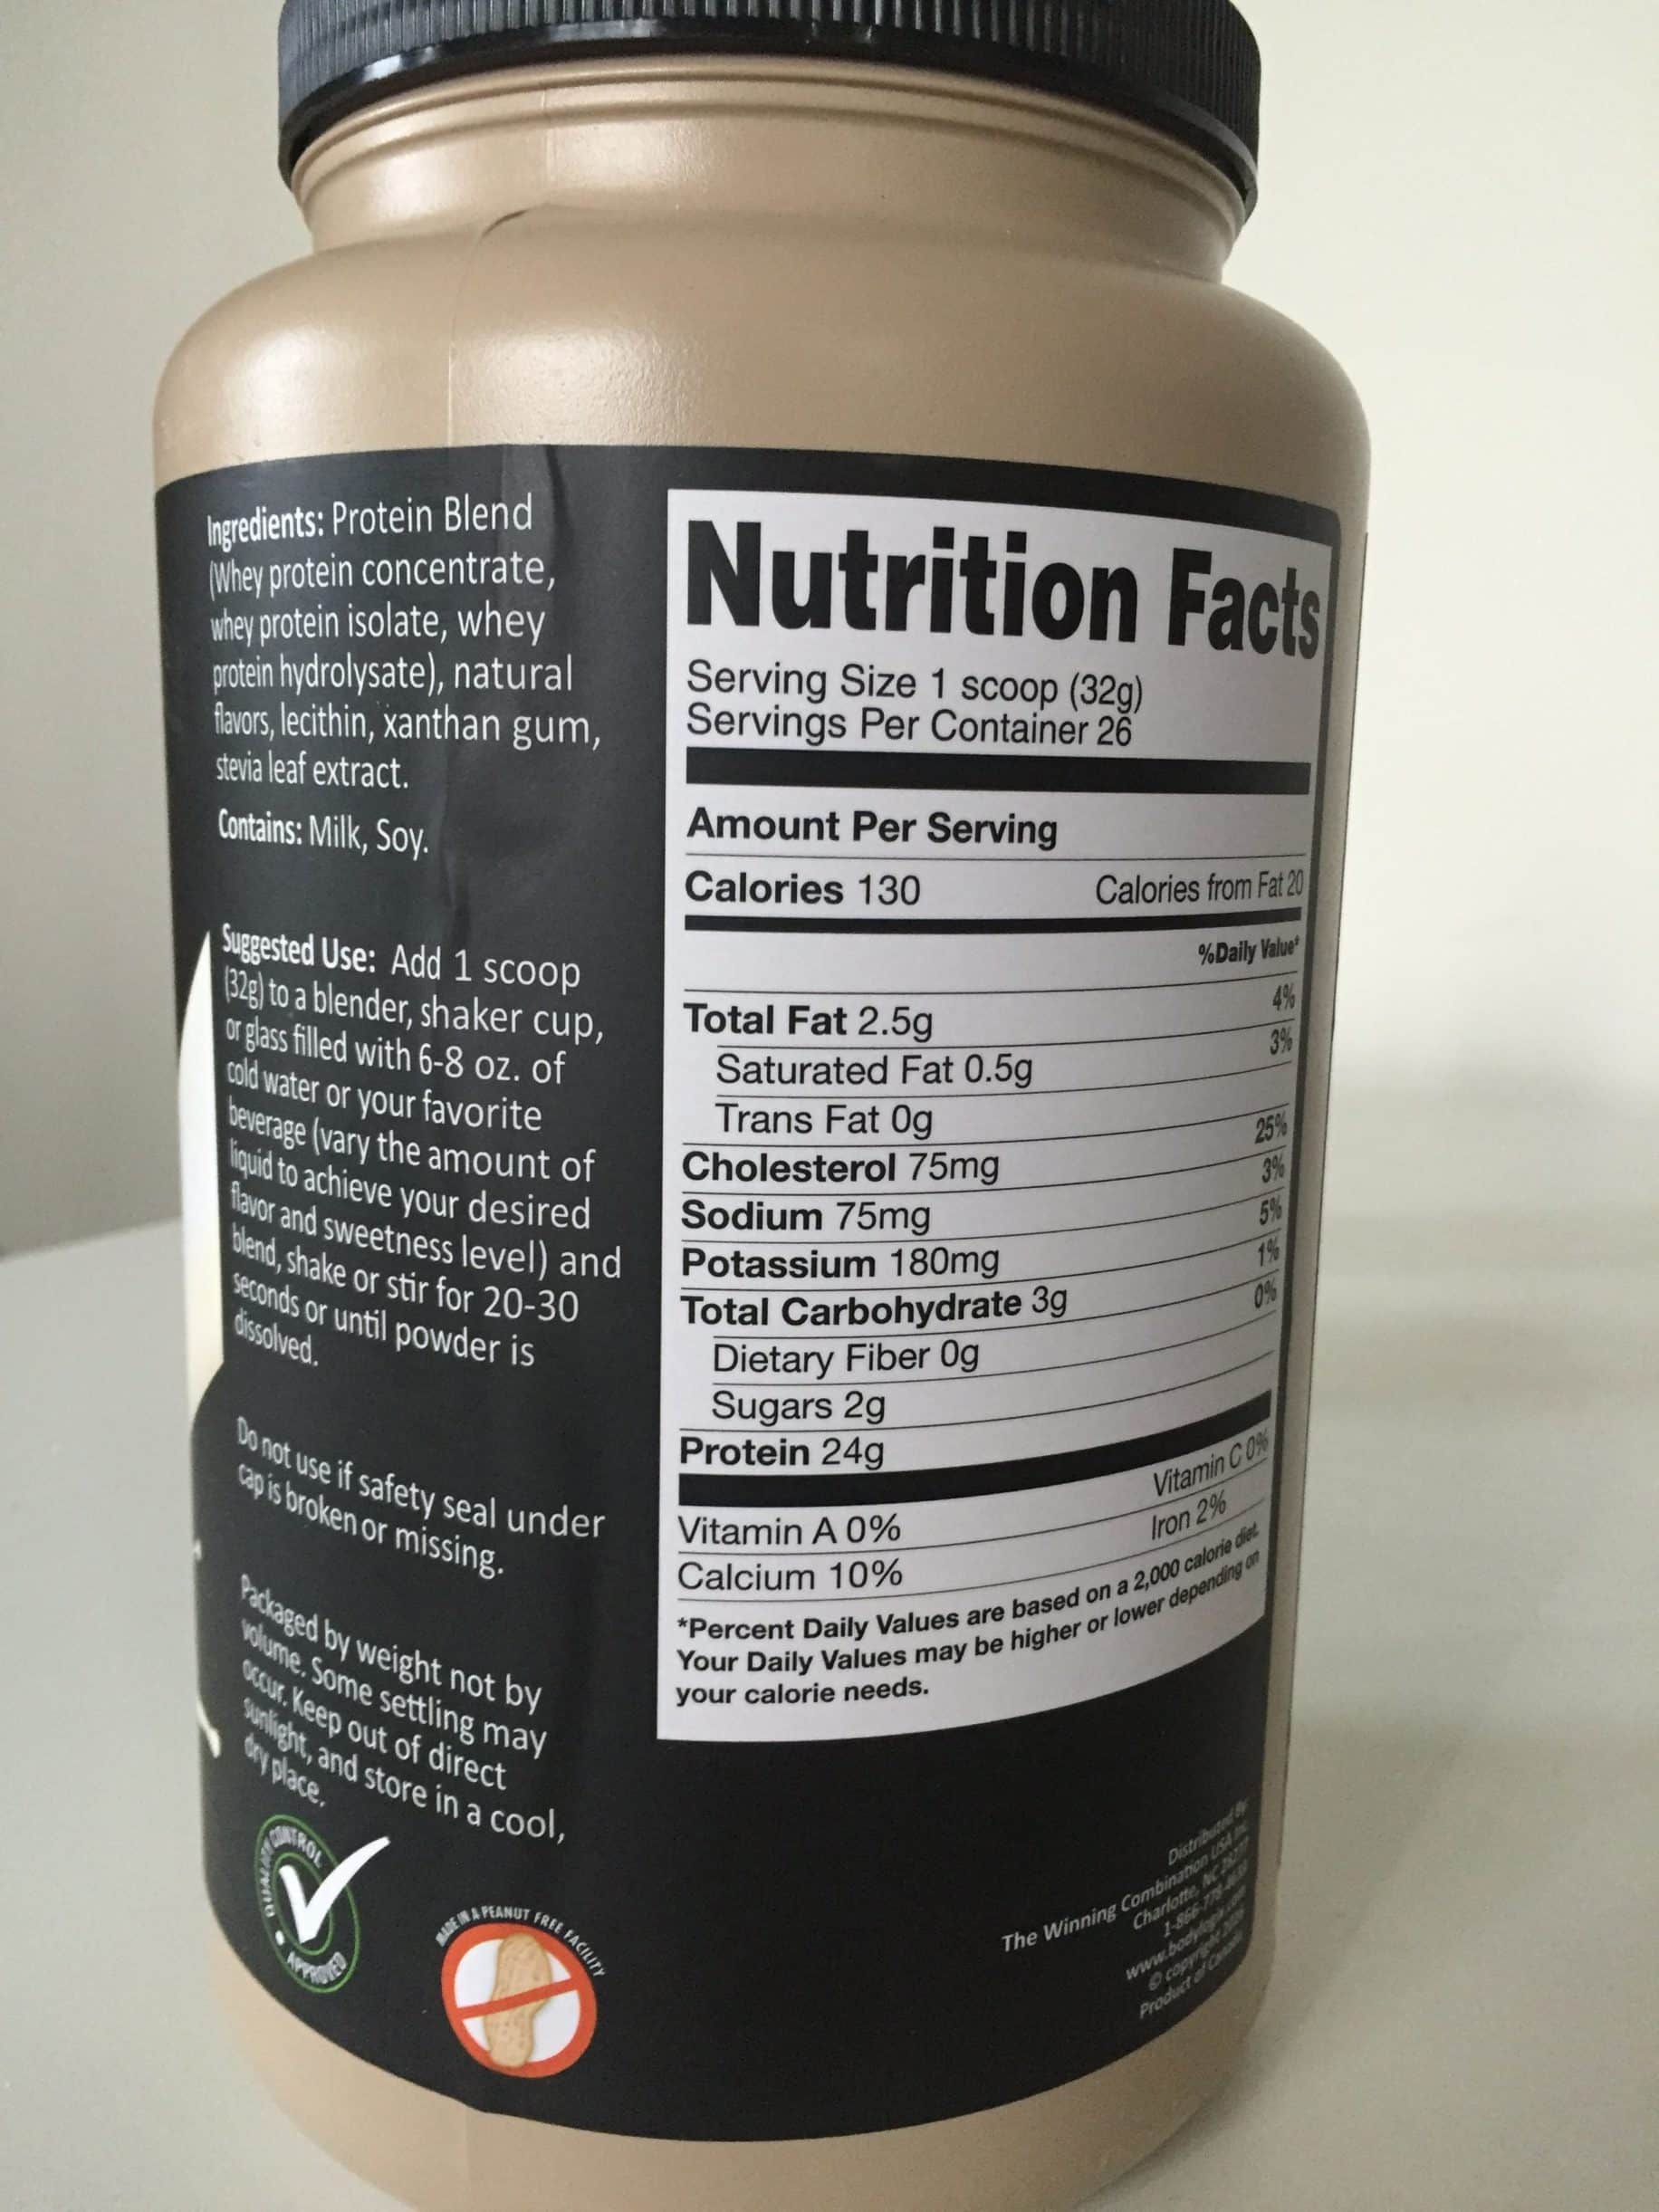 Ingredients: Protein Blend
(Whey protein concentrate,
whey protein isolate, whey
protein hydrolysate), natural
flavors, lecithin, xanthan gum,
stevia leaf extract.
Contains: Milk, Soy.
Suggested Use: Add 1 scoop
(32g) to a blender, shaker cup,
or glass filled with 6-8 oz. of
cold water or your favorite
beverage (vary the amount of
liquid to achieve your desired
flavor and sweetness level) and
blend, shake or stir for 20-30
seconds or until powder is
dissolved.
Do not use if safety seal under
cap is broken or missing.
Packaged by weight not by
volume. Some settling may
occur. Keep out of direct
sunlight, and store in a cool,
dry place.
QUALITY CONTROL
APPROVED
MADE IN A PEANUT FREE FACILITY
Nutrition Facts
Serving Size 1 scoop (32g)
Servings Per Container 26
Amount Per Serving
Calories 130 Calories from Fat 20
%Daily Value*
Total Fat 2.5g 4%
Saturated Fat 0.5g 3%
Trans Fat 0g
Cholesterol 75mg 25%
Sodium 75mg 3%
Potassium 180mg 5%
Total Carbohydrate 3g 1%
Dietary Fiber 0g 0%
Sugars 2g
Protein 24g
Vitamin A 0% Vitamin C 0%
Calcium 10% Iron 2%
*Percent Daily Values are based on a 2,000 calorie diet.
Your Daily Values may be higher or lower depending on
your calorie needs.
Distributed By
The Winning Combination USA Inc.
Charlotte, NC
1-866-
www.bodylogix.com
© copyright
Product of Canada